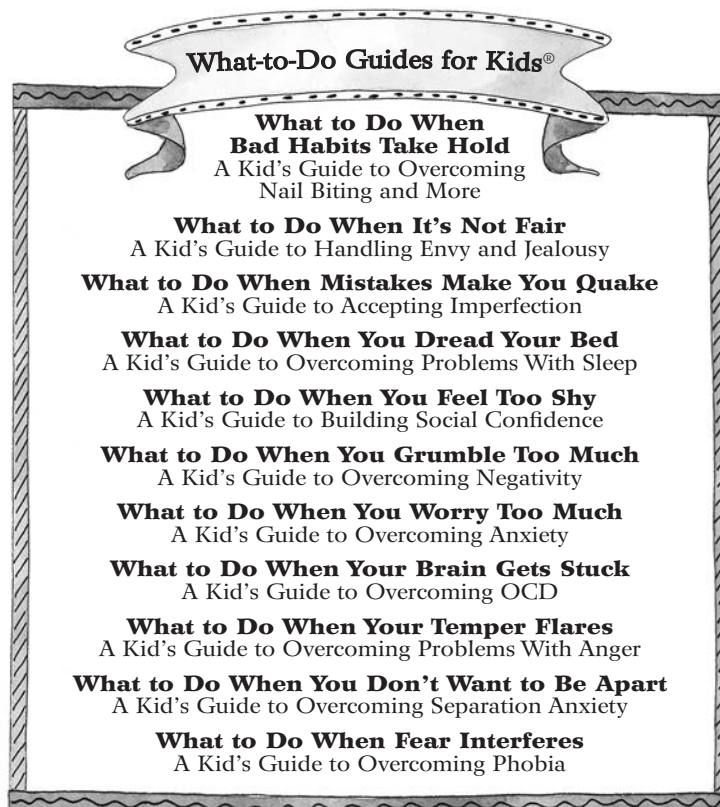 What-to-Do Guides for Kids®
What to Do When
Bad Habits Take Hold
A Kid's Guide to Overcoming
Nail Biting and More
What to Do When It's Not Fair
A Kid's Guide to Handling Envy and Jealousy
What to Do When Mistakes Make You Quake
A Kid's Guide to Accepting Imperfection
What to Do When You Dread Your Bed
A Kid's Guide to Overcoming Problems With Sleep
What to Do When You Feel Too Shy
A Kid's Guide to Building Social Confidence
What to Do When You Grumble Too Much
A Kid's Guide to Overcoming Negativity
What to Do When You Worry Too Much
A Kid's Guide to Overcoming Anxiety
What to Do When Your Brain Gets Stuck
A Kid's Guide to Overcoming OCD
What to Do When Your Temper Flares
A Kid's Guide to Overcoming Problems With Anger
What to Do When You Don't Want to Be Apart
A Kid's Guide to Overcoming Separation Anxiety
What to Do When Fear Interferes
A Kid's Guide to Overcoming Phobia